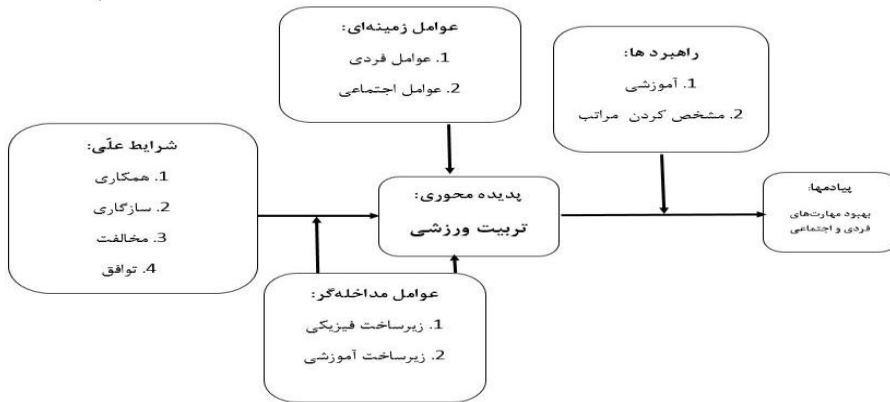 عوامل زمینه‌ای:
1. عوامل فردی
2. عوامل اجتماعی
راهبرد ها:
1. آموزشی
2. مشخص کردن مراتب
شرایط علّی:
1. همکاری
2. سازگاری
3. مخالفت
4. توافق
پدیده محوری:
تربیت ورزشی
پیادمها:
بهبود مهارت‌های
فردی و اجتماعی
عوامل مداخله‌گر:
1. زیرساخت فیزیکی
2. زیرساخت آموزشی